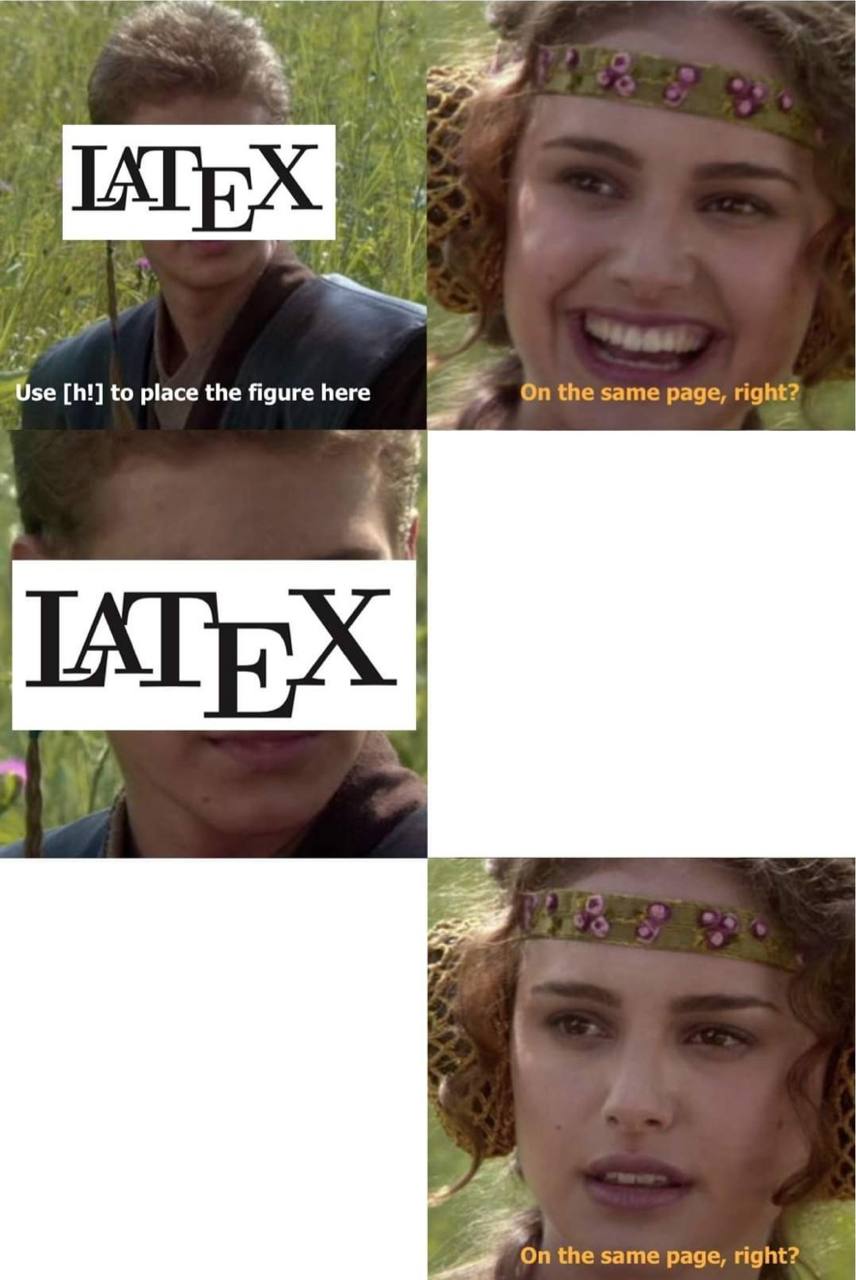 LATEX
Use [h!] to place the figure here
On the same page, right?
LATEX
On the same page, right?